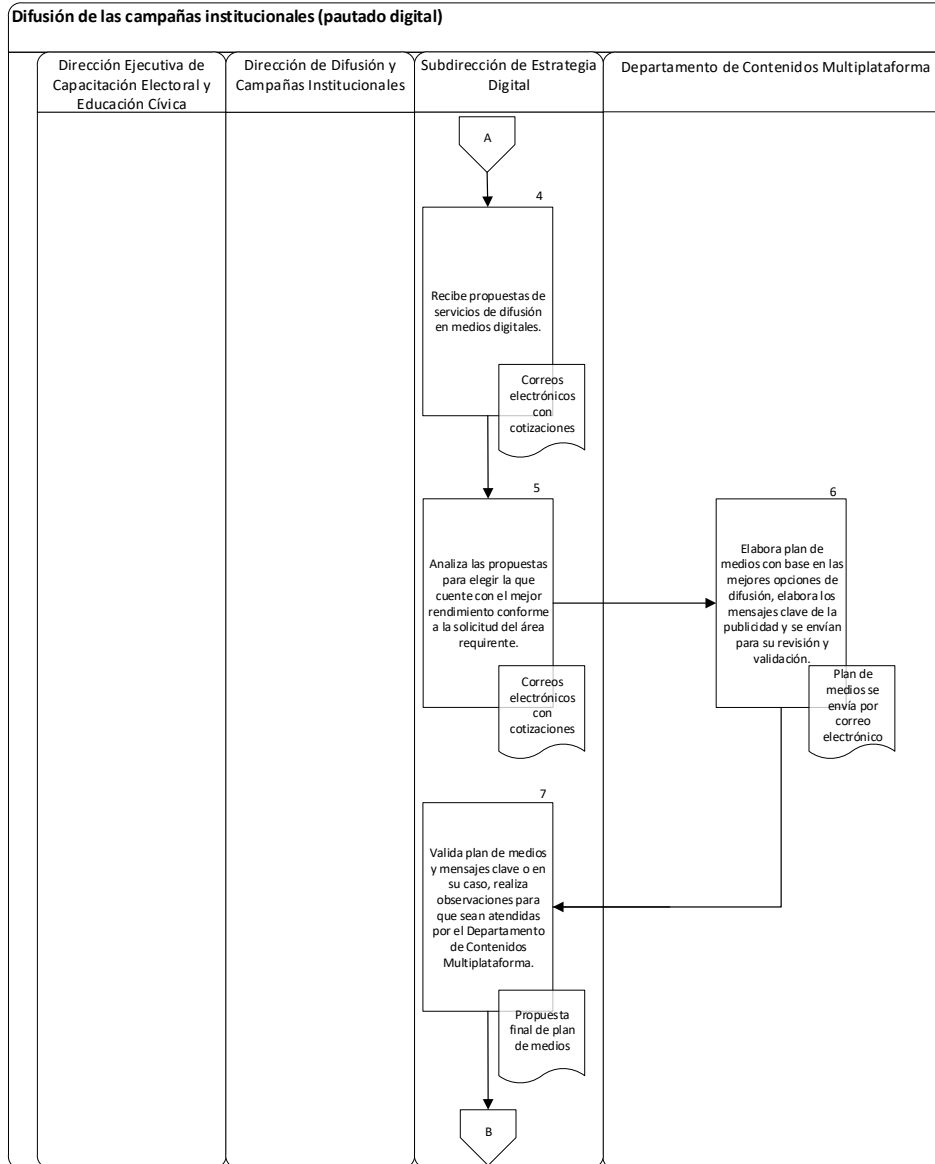 Difusión de las campañas institucionales (pautado digital)
Dirección Ejecutiva de
Capacitación Electoral y
Educación Cívica
Dirección de Difusión y
Campañas Institucionales
Subdirección de Estrategia
Digital
Departamento de Contenidos Multiplataforma
A
4
Recibe propuestas de
servicios de difusión
en medios digitales.
Correos
electrónicos
con
cotizaciones
5
Analiza las propuestas
para elegir la que
cuente con el mejor
rendimiento conforme
a la solicitud del área
requirente.
Correos
electrónicos
con
cotizaciones
6
Elabora plan de
medios con base en las
mejores opciones de
difusión, elabora los
mensajes clave de la
publicidad y se envían
para su revisión y
validación.
Plan de
medios se
envía por
correo
electrónico
7
Valida plan de medios
y mensajes clave o en
su caso, realiza
observaciones para
que sean atendidas
por el Departamento
de Contenidos
Multiplataforma.
Propuesta
final de plan
de medios
B